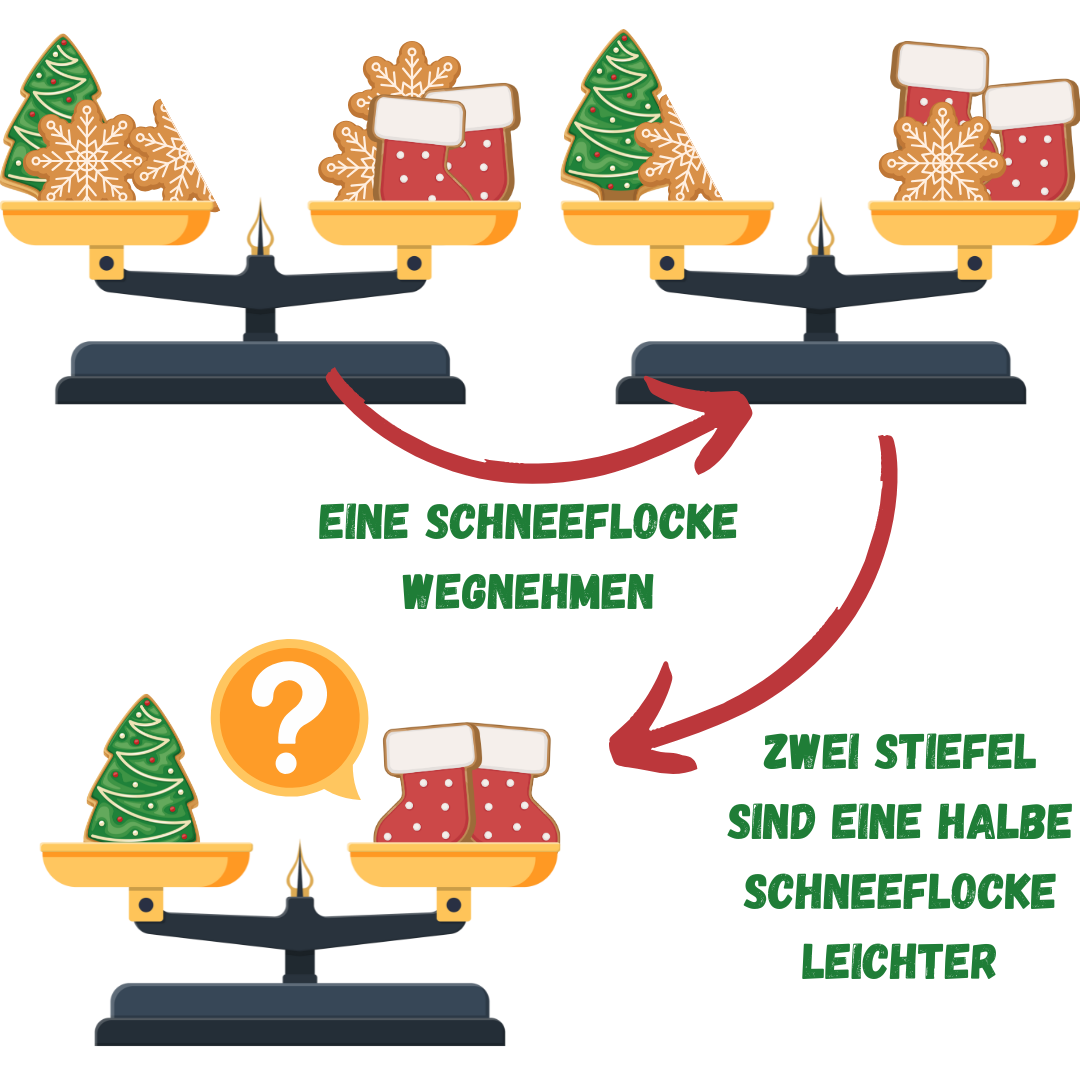 EINE SCHNEEFLOCKE
WEGNEHMEN
?
ZWEI STIEFEL
SIND EINE HALBE
SCHNEEFLOCKE
LEICHTER